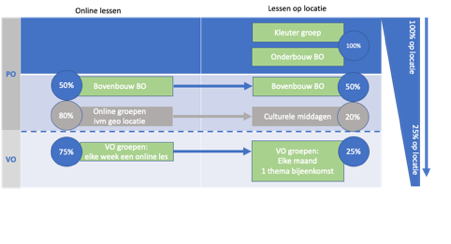 Online lessen
Lessen op locatie
Kleuter groep
Onderbouw BO
100%
100% op locatie
PO
50%
Bovenbouw BO
Bovenbouw BO
50%
80%
Online groepen
ivm geo locatie
Culturele middagen
20%
VO
75%
VO groepen:
elke week een online les
VO groepen:
Elke maand
1 thema bijeenkomst
25%
25% op locatie